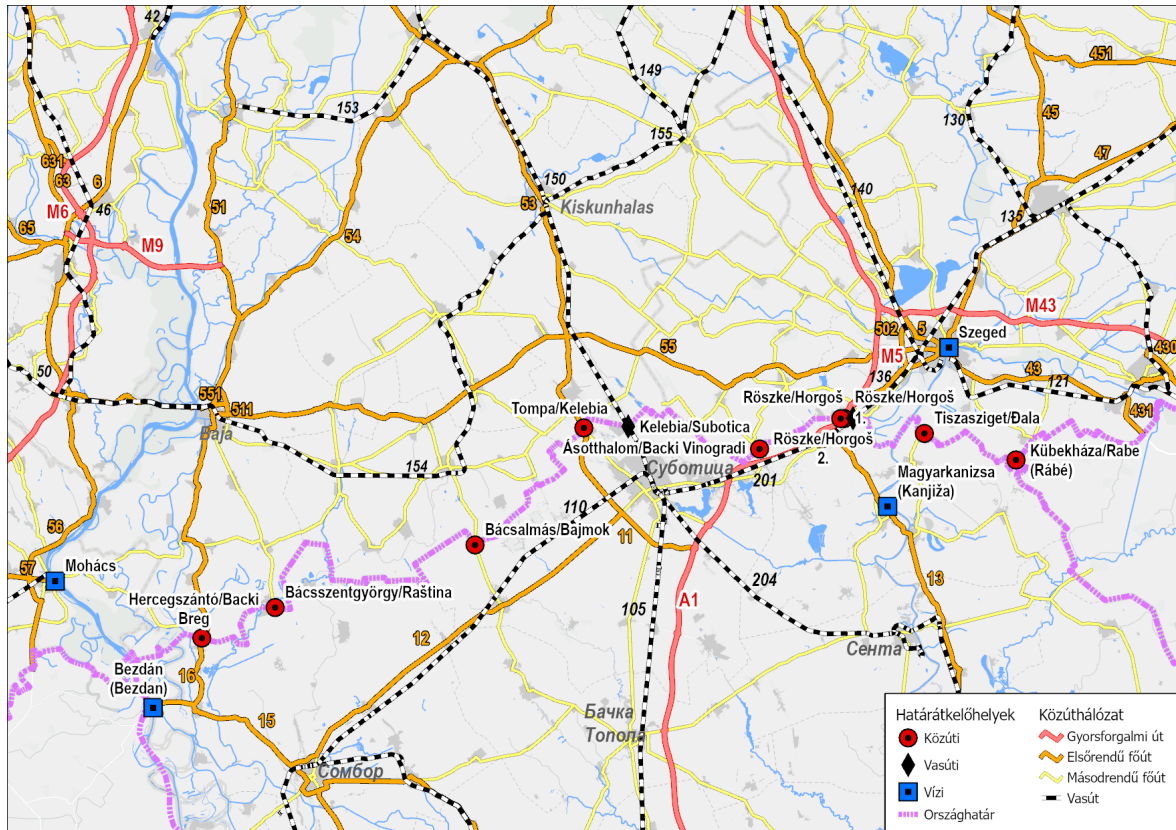 42
451
149
153
130
45
47
155
631
140
6
63
150
46
51
135
M6
53
Kiskunhalas
65
M9
54
M43
502
5
Szeged
55
M5
430
50
136
43
121
551
511
Röszke/Horgoš
Röszke/Horgoš
1.
431
Tompa/Kelebia
Tiszasziget/Đala
Baja
Kelebia/Subotica
Ásotthalom/Backi Vinogradi
Röszke/Horgoš
2.
Kübekháza/Rabe
(Rábé)
154
Суботица
201
Magyarkanizsa
(Kanjiža)
110
56
Bácsalmás/Bajmok
11
57
Mohács
204
13
Hercegszántó/Backi
Breg
Bácsszentgyörgy/Raština
105
A1
12
Сента
Bezdán
(Bezdan)
16
15
Бачка
Топола
Сомбор
Határátkelőhelyek
Közúti
Vasúti
Vízi
Országhatár
Közúthálózat
Gyorsforgalmi út
Elsőrendű főút
Másodrendű főút
Vasút